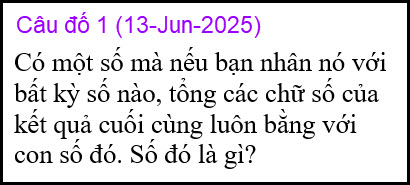 Câu đố 1 (13-Jun-2025)
Có một số mà nếu bạn nhân nó với
bất kỳ số nào, tổng các chữ số của
kết quả cuối cùng luôn bằng với
con số đó. Số đó là gì?